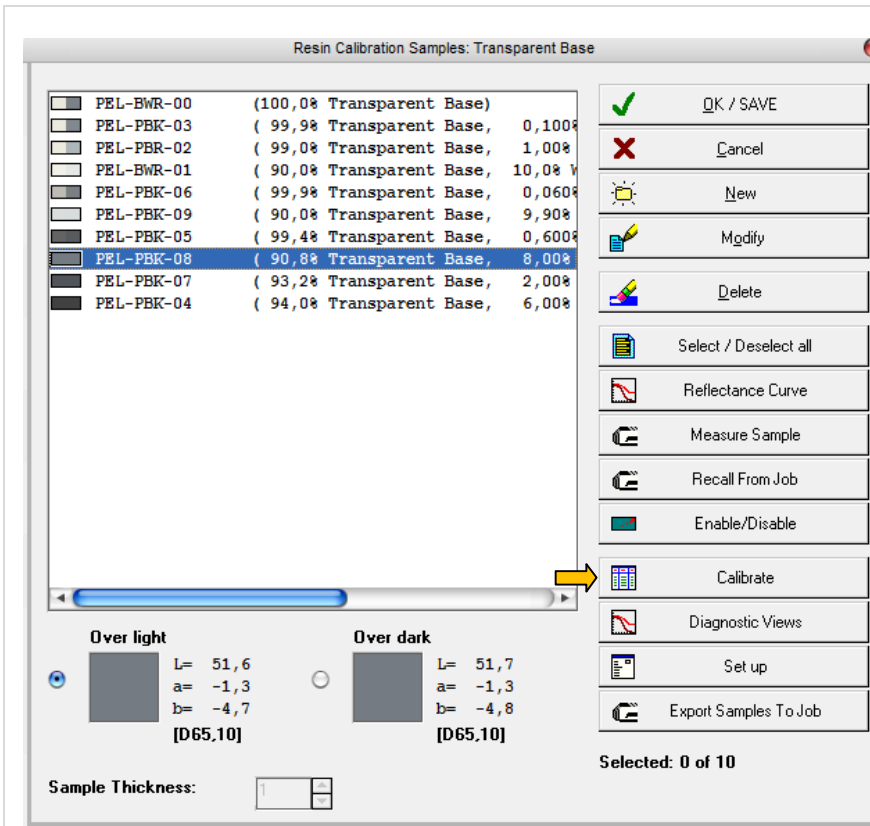 Resin Calibration Samples: Transparent Base
PEL-BWR-00 (100,0% Transparent Base)
PEL-PBK-03 ( 99,9% Transparent Base, 0,100%
PEL-PBR-02 ( 99,0% Transparent Base, 1,00%
PEL-BWR-01 ( 90,0% Transparent Base, 10,0% W
PEL-PBK-06 ( 99,9% Transparent Base, 0,060%
PEL-PBK-09 ( 90,0% Transparent Base, 9,90%
PEL-PBK-05 ( 99,4% Transparent Base, 0,600%
PEL-PBK-08 ( 90,8% Transparent Base, 8,00%
PEL-PBK-07 ( 93,2% Transparent Base, 2,00%
PEL-PBK-04 ( 94,0% Transparent Base, 6,00%
OK / SAVE
Cancel
New
Modify
Delete
Select / Deselect all
Reflectance Curve
Measure Sample
Recall From Job
Enable/Disable
Calibrate
Diagnostic Views
Set up
Export Samples To Job
Selected: 0 of 10
Over light
L= 51,6
a= -1,3
b= -4,7
[D65,10]
Over dark
L= 51,7
a= -1,3
b= -4,8
[D65,10]
Sample Thickness: 1